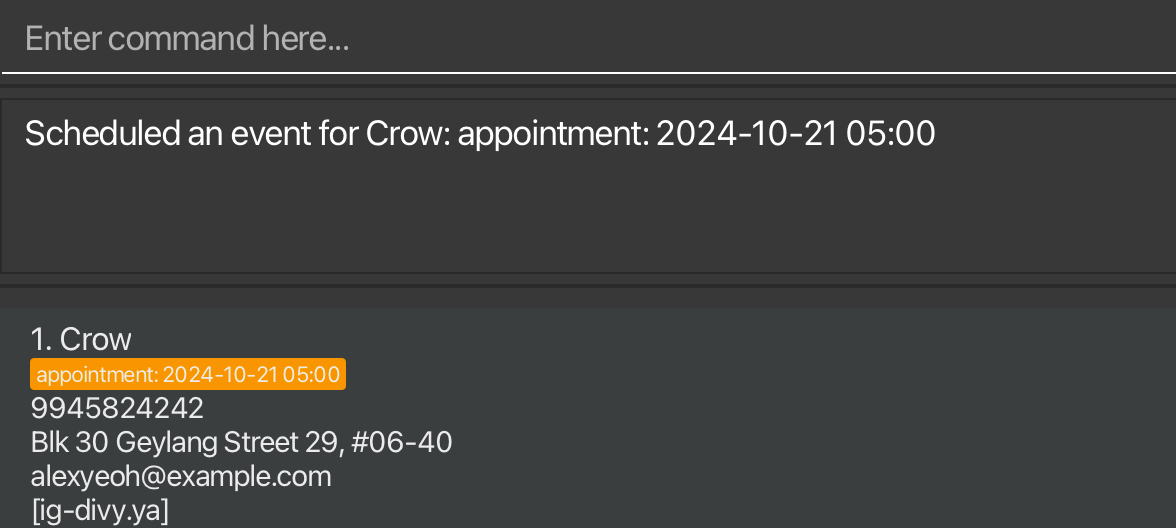 Enter command here...
Scheduled an event for Crow: appointment: 2024-10-21 05:00
1. Crow
appointment: 2024-10-21 05:00
9945824242
Blk 30 Geylang Street 29, #06-40
alexyeoh@example.com
[ig-divy.ya]